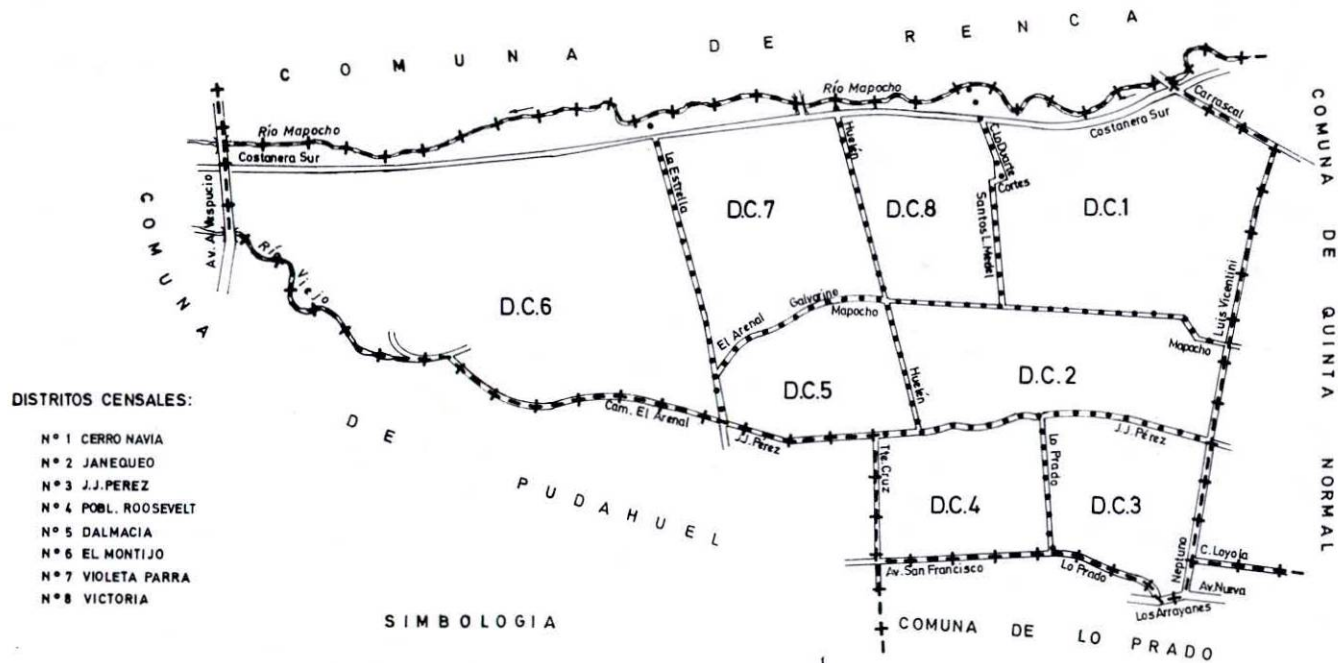 COMUNA DE RENCA
COMUNA DE QUINTA NORMAL
COMUNA DE PUDAHUEL
COMUNA DE LO PRADO
Río Mapocho
Río Mapocho
Costanera Sur
Costanera Sur
Carrascal
Av. A. Vespucio
Río Viejo
La Estrella
Huelén
Cortes
Santos L. Medel
Luis Vicentini
D.C.7
D.C.8
D.C.1
D.C.6
El Arenal
Galvarino
Mapocho
Mapocho
D.C.5
Huelén
D.C.2
Cam. El Arenal
J.J. Pérez
J.J. Pérez
Tte. Cruz
Lo Prado
D.C.4
D.C.3
Neptuno
C. Loyola
Av. San Francisco
Lo Prado
Av. Nueva
Los Arrayanes
DISTRITOS CENSALES:
Nº 1 CERRO NAVIA
Nº 2 JANEQUEO
Nº 3 J.J.PEREZ
Nº 4 POBL. ROOSEVELT
Nº 5 DALMACIA
Nº 6 EL MONTIJO
Nº 7 VIOLETA PARRA
Nº 8 VICTORIA
SIMBOLOGIA